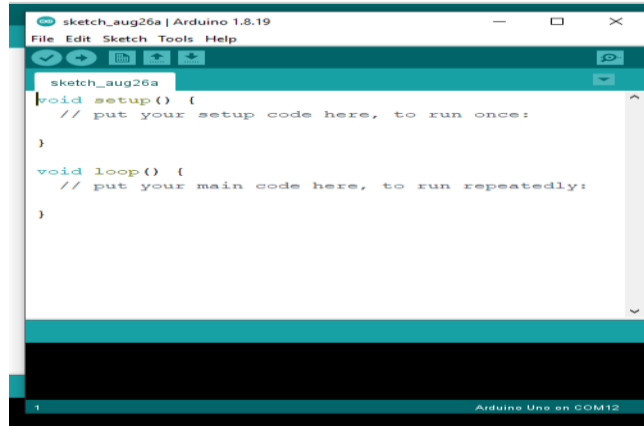 sketch_aug26a | Arduino 1.8.19
File Edit Sketch Tools Help
sketch_aug26a
void setup() {
// put your setup code here, to run once:
}
void loop() {
// put your main code here, to run repeatedly:
}
1 Arduino Uno on COM12